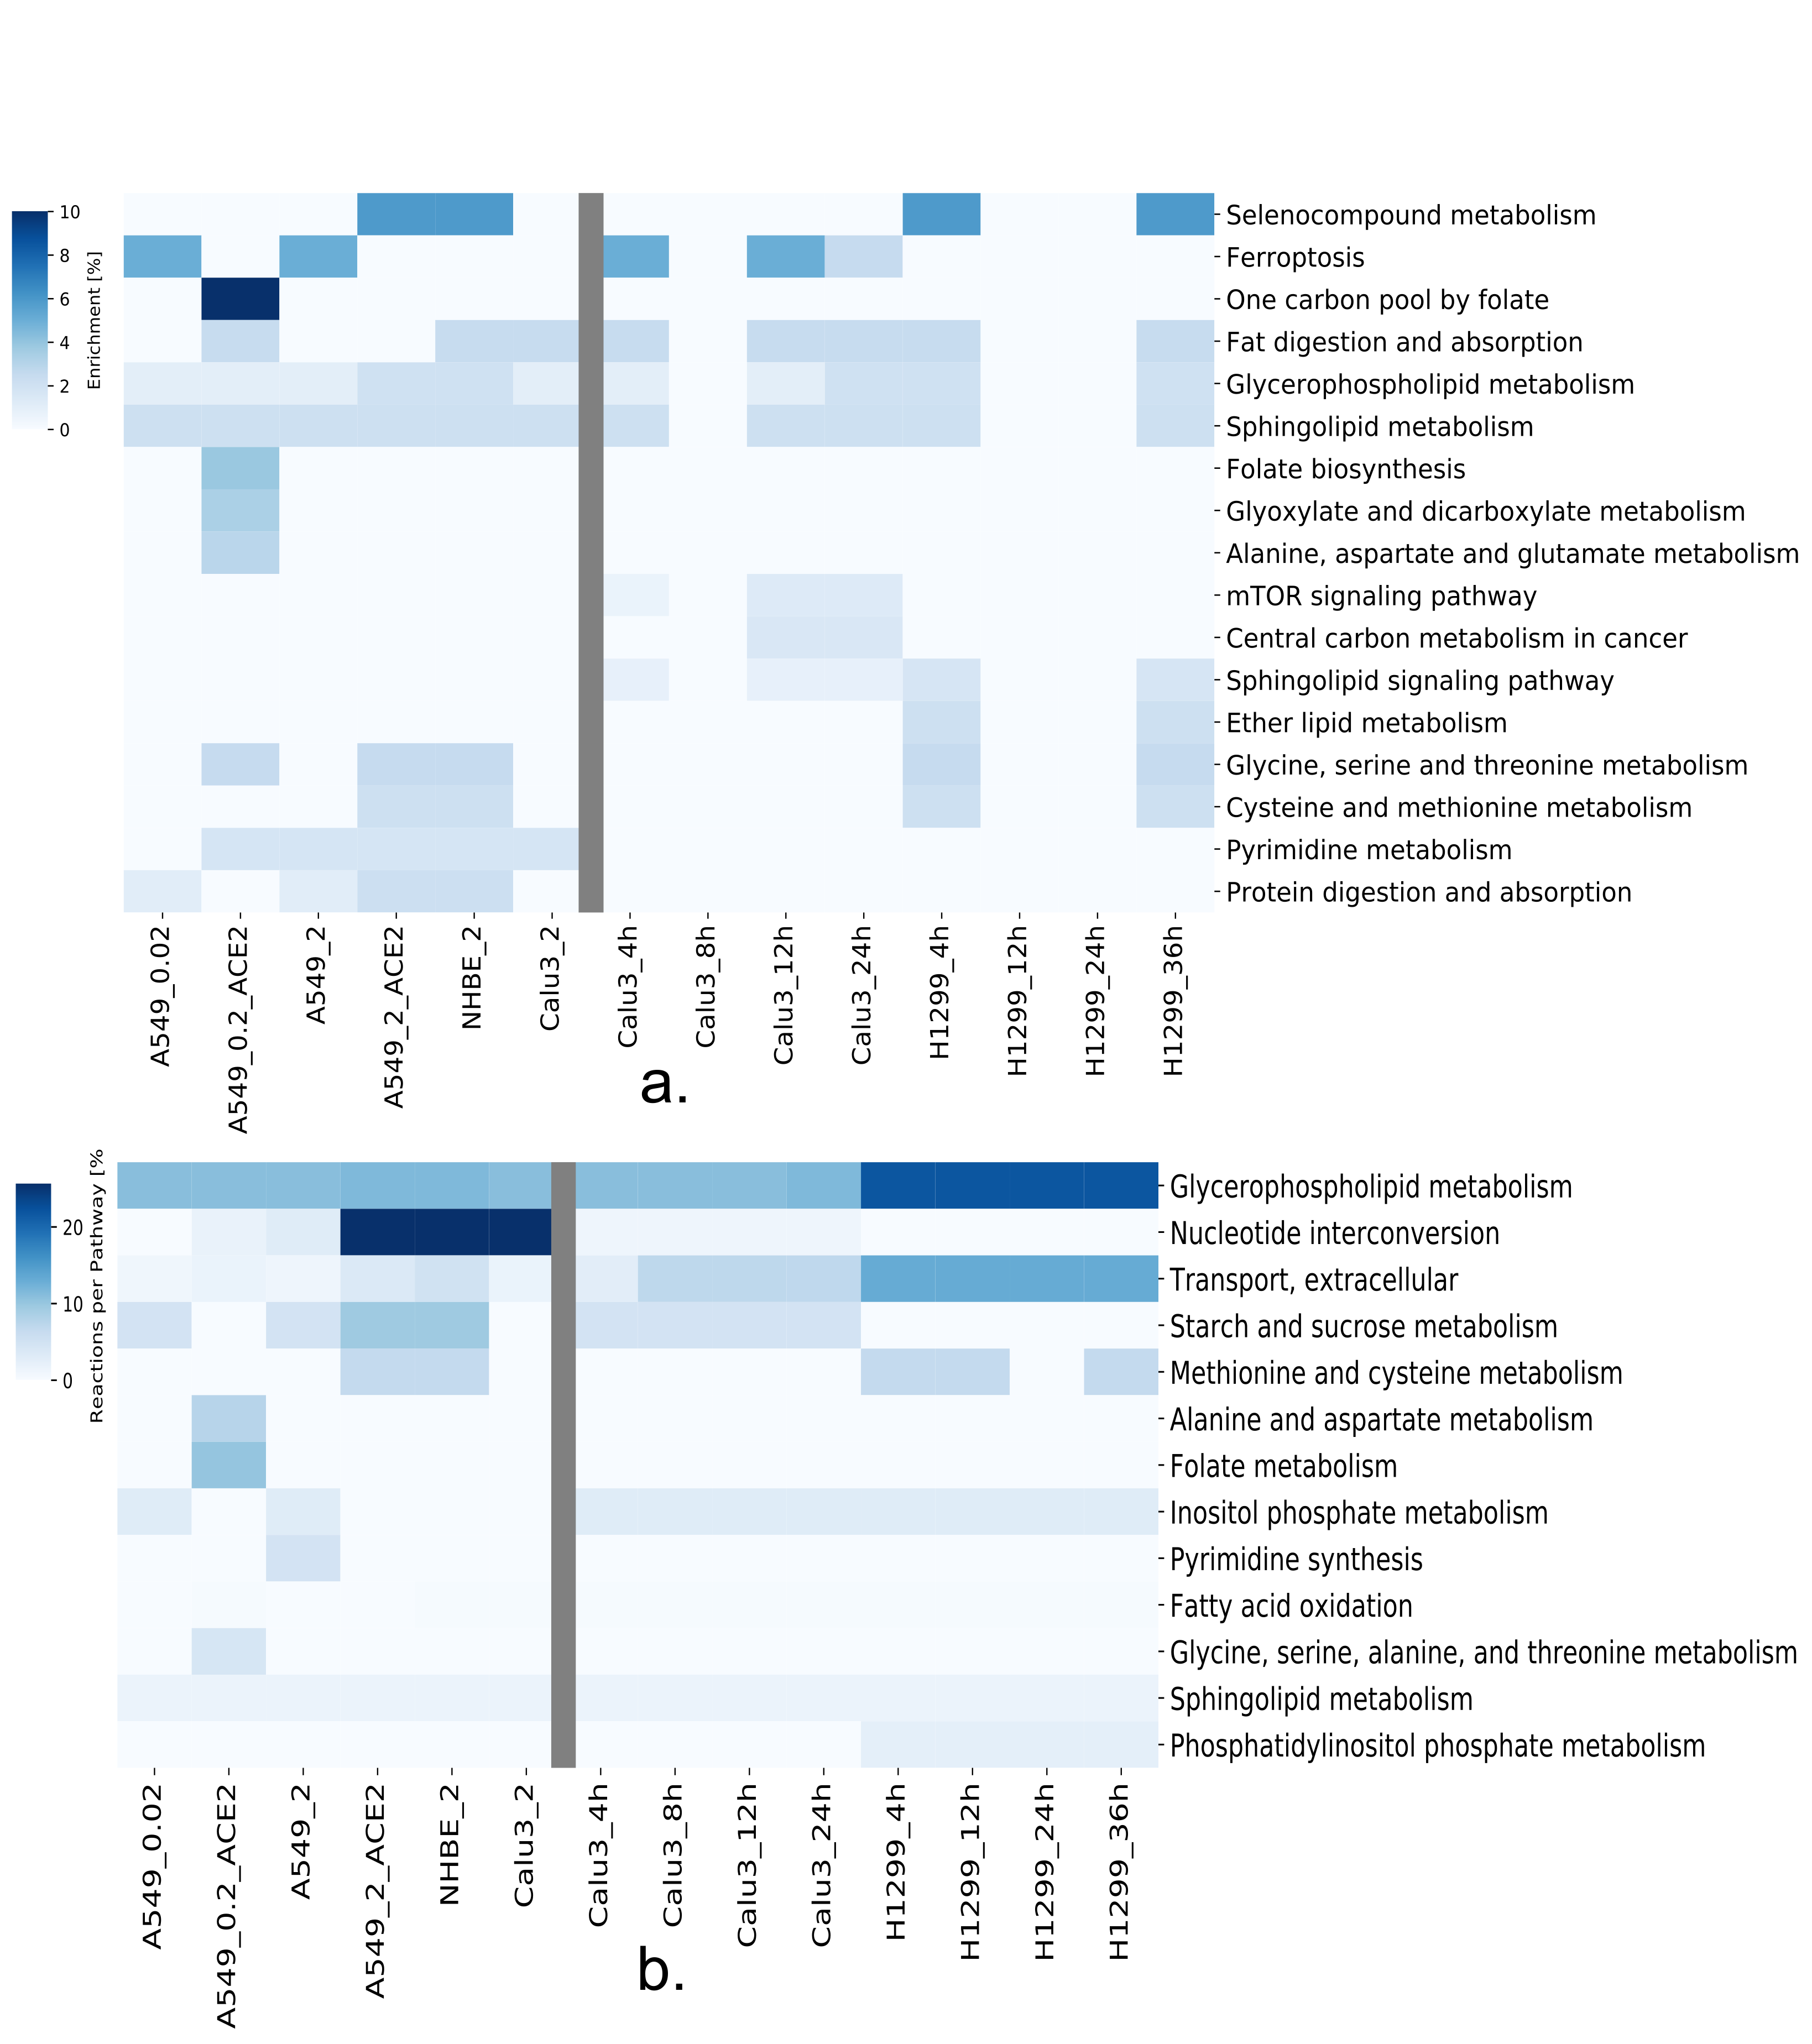 10
8
6
4
2
0
Enrichment [%]
Selenocompound metabolism
Ferroptosis
One carbon pool by folate
Fat digestion and absorption
Glycerophospholipid metabolism
Sphingolipid metabolism
Folate biosynthesis
Glyoxylate and dicarboxylate metabolism
Alanine, aspartate and glutamate metabolism
mTOR signaling pathway
Central carbon metabolism in cancer
Sphingolipid signaling pathway
Ether lipid metabolism
Glycine, serine and threonine metabolism
Cysteine and methionine metabolism
Pyrimidine metabolism
Protein digestion and absorption
A549_0.02
A549_0.2_ACE2
A549_2
A549_2_ACE2
NHBE_2
Calu3_2
Calu3_4h
Calu3_8h
Calu3_12h
Calu3_24h
H1299_4h
H1299_12h
H1299_24h
H1299_36h
a.
20
10
0
Reactions per Pathway [%
Glycerophospholipid metabolism
Nucleotide interconversion
Transport, extracellular
Starch and sucrose metabolism
Methionine and cysteine metabolism
Alanine and aspartate metabolism
Folate metabolism
Inositol phosphate metabolism
Pyrimidine synthesis
Fatty acid oxidation
Glycine, serine, alanine, and threonine metabolism
Sphingolipid metabolism
Phosphatidylinositol phosphate metabolism
A549_0.02
A549_0.2_ACE2
A549_2
A549_2_ACE2
NHBE_2
Calu3_2
Calu3_4h
Calu3_8h
Calu3_12h
Calu3_24h
H1299_4h
H1299_12h
H1299_24h
H1299_36h
b.